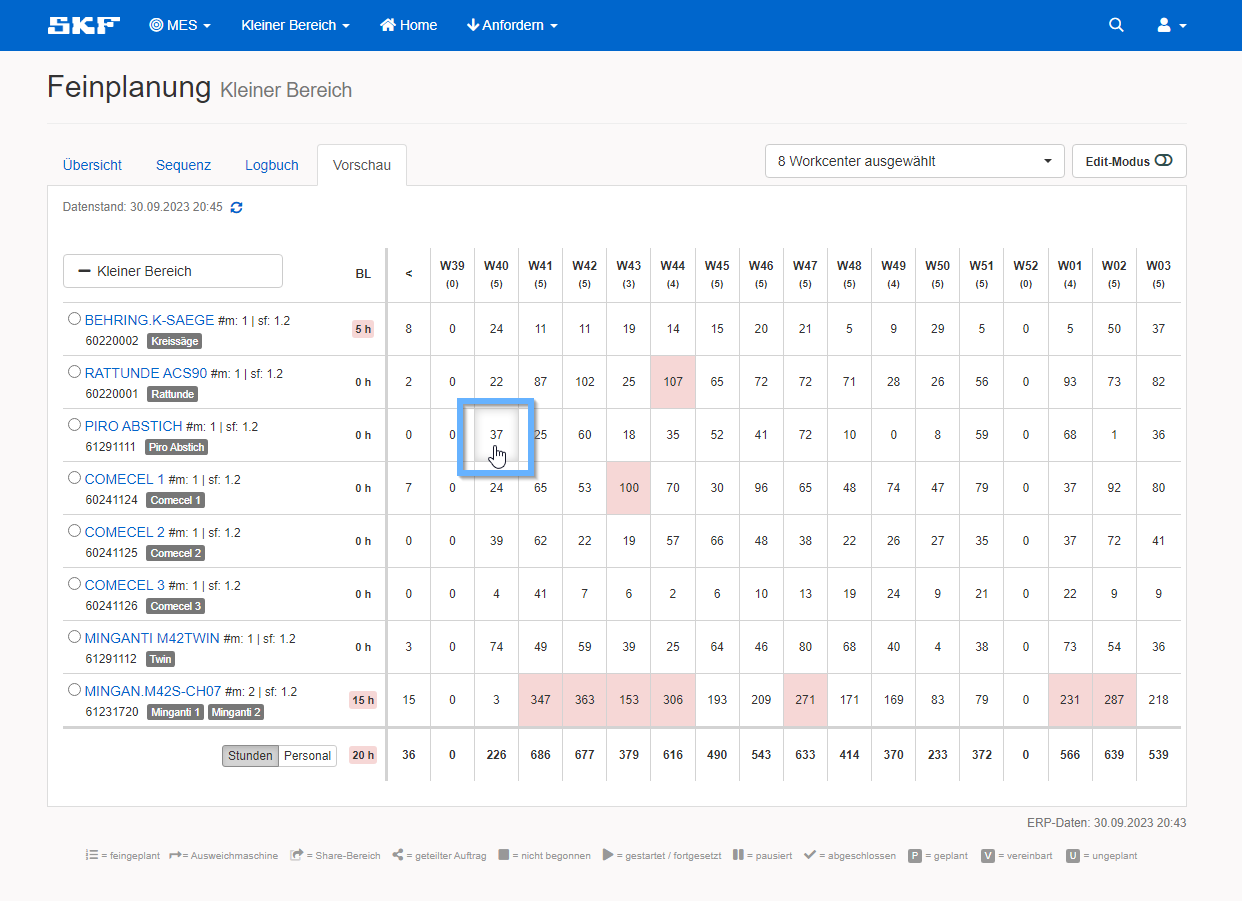 SKF MES Kleiner Bereich Home Anfordern
Feinplanung Kleiner Bereich
Übersicht Sequenz Logbuch Vorschau 8 Workcenter ausgewählt Edit-Modus
Datenstand: 30.09.2023 20:45
Kleiner Bereich BL < W39 W40 W41 W42 W43 W44 W45 W46 W47 W48 W49 W50 W51 W52 W01 W02 W03
(0) (5) (5) (5) (3) (4) (5) (5) (5) (5) (4) (5) (5) (0) (4) (5) (5)
BEHRING.K-SAEGE #m: 1 | sf: 1.2
60220002 Kreissäge
5 h 8 0 24 11 11 19 14 15 20 21 5 9 29 5 0 5 50 37
RATTUNDE ACS90 #m: 1 | sf: 1.2
60220001 Rattunde
0 h 2 0 22 87 102 25 107 65 72 72 71 28 26 56 0 93 73 82
PIRO ABSTICH #m: 1 | sf: 1.2
61291111 Piro Abstich
0 h 0 0 37 25 60 18 35 52 41 72 10 0 8 59 0 68 1 36
COMECEL 1 #m: 1 | sf: 1.2
60241124 Comecel 1
0 h 7 0 24 65 53 100 70 30 96 65 48 74 47 79 0 37 92 80
COMECEL 2 #m: 1 | sf: 1.2
60241125 Comecel 2
0 h 0 0 39 62 22 19 57 66 48 38 22 26 27 35 0 37 72 41
COMECEL 3 #m: 1 | sf: 1.2
60241126 Comecel 3
0 h 0 0 4 41 7 6 2 6 10 13 19 24 9 21 0 22 9 9
MINGANTI M42TWIN #m: 1 | sf: 1.2
61291112 Twin
0 h 3 0 74 49 59 39 25 64 46 80 68 40 4 38 0 73 54 36
MINGAN.M42S-CH07 #m: 2 | sf: 1.2
61231720 Minganti 1 Minganti 2
15 h 15 0 3 347 363 153 306 193 209 271 171 169 83 79 0 231 287 218
Stunden Personal 20 h 36 0 226 686 677 379 616 490 543 633 414 370 233 372 0 566 639 539
ERP-Daten: 30.09.2023 20:43
= feingeplant = Ausweichmaschine = Share-Bereich = geteilter Auftrag = nicht begonnen = gestartet / fortgesetzt = pausiert = abgeschlossen P = geplant V = vereinbart U = ungeplant